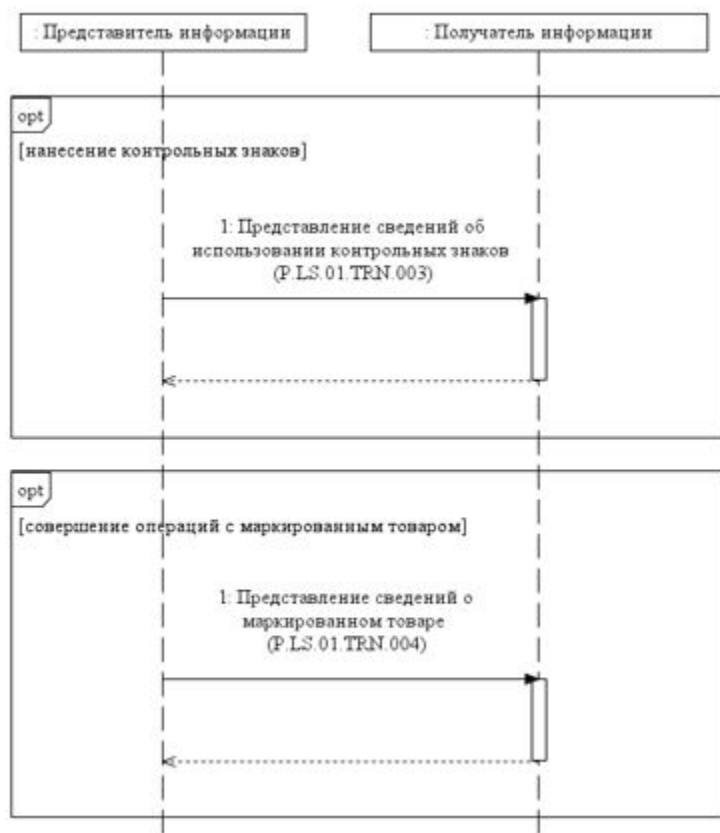 : Представитель информации
: Получатель информации
opt
[нанесение контрольных знаков]
1: Представление сведений об
использовании контрольных знаков
(P.LS.01.TRN.003)
opt
[совершение операций с маркированным товаром]
1: Представление сведений о
маркированном товаре
(P.LS.01.TRN.004)